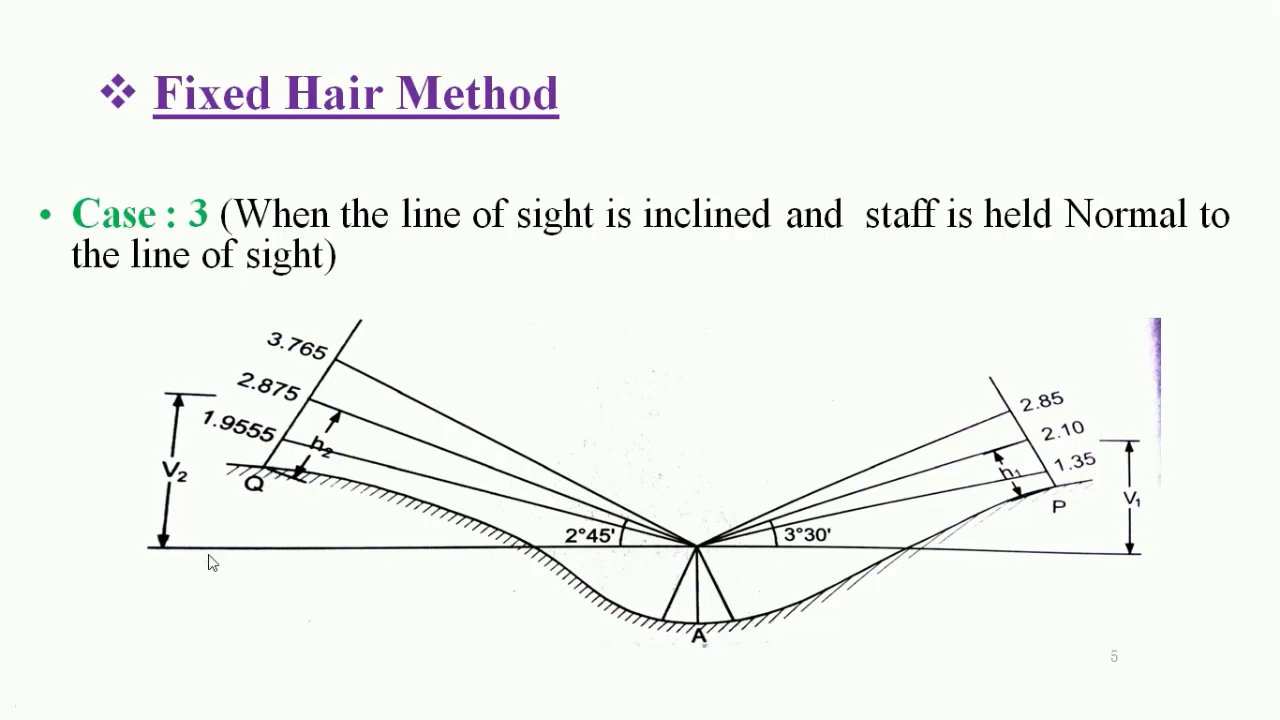 ❖ Fixed Hair Method
• Case : 3 (When the line of sight is inclined and staff is held Normal to
the line of sight)
3.765
2.875
1.9555
h₂
V₂
Q
2°45'
3°30'
2.85
2.10
1.35
h₁
V₁
P
A
5